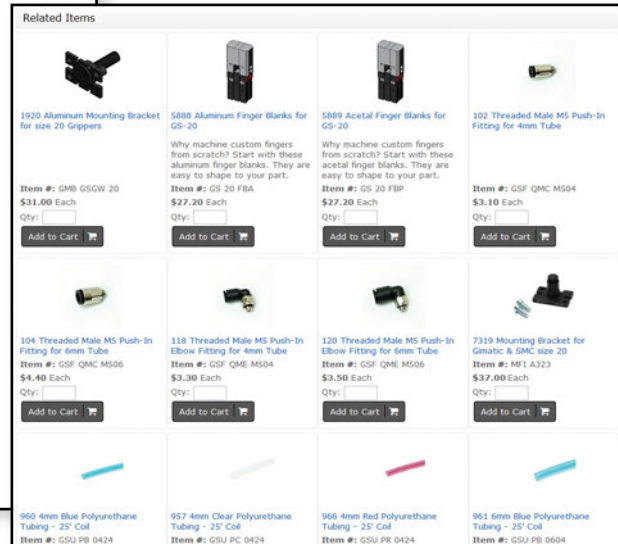 Related Items
1920 Aluminum Mounting Bracket
for size 20 Grippers
Item #: GMB GSGW 20
$31.00 Each
Qty:
Add to Cart
5888 Aluminum Finger Blanks for
GS-20
Why machine custom fingers
from scratch? Start with these
aluminum finger blanks. They are
easy to shape to your part.
Item #: GS 20 FBA
$27.20 Each
Qty:
Add to Cart
5889 Acetal Finger Blanks for
GS-20
Why machine custom fingers
from scratch? Start with these
acetal finger blanks. They are
easy to shape to your part.
Item #: GS 20 FBP
$27.20 Each
Qty:
Add to Cart
102 Threaded Male M5 Push-In
Fitting for 4mm Tube
Item #: GSF QMC M504
$3.10 Each
Qty:
Add to Cart
104 Threaded Male M5 Push-In
Fitting for 6mm Tube
Item #: GSF QMC M506
$4.40 Each
Qty:
Add to Cart
118 Threaded Male M5 Push-In
Elbow Fitting for 4mm Tube
Item #: GSF QME M504
$3.30 Each
Qty:
Add to Cart
120 Threaded Male M5 Push-In
Elbow Fitting for 6mm Tube
Item #: GSF QME M506
$3.50 Each
Qty:
Add to Cart
7319 Mounting Bracket for
Gimatic & SMC size 20
Item #: MFI A323
$37.00 Each
Qty:
Add to Cart
960 4mm Blue Polyurethane
Tubing - 25' Coil
Item #: GSU PB 0424
957 4mm Clear Polyurethane
Tubing - 25' Coil
Item #: GSU PC 0424
966 4mm Red Polyurethane
Tubing - 25' Coil
Item #: GSU PR 0424
961 6mm Blue Polyurethane
Tubing - 25' Coil
Item #: GSU PB 0604